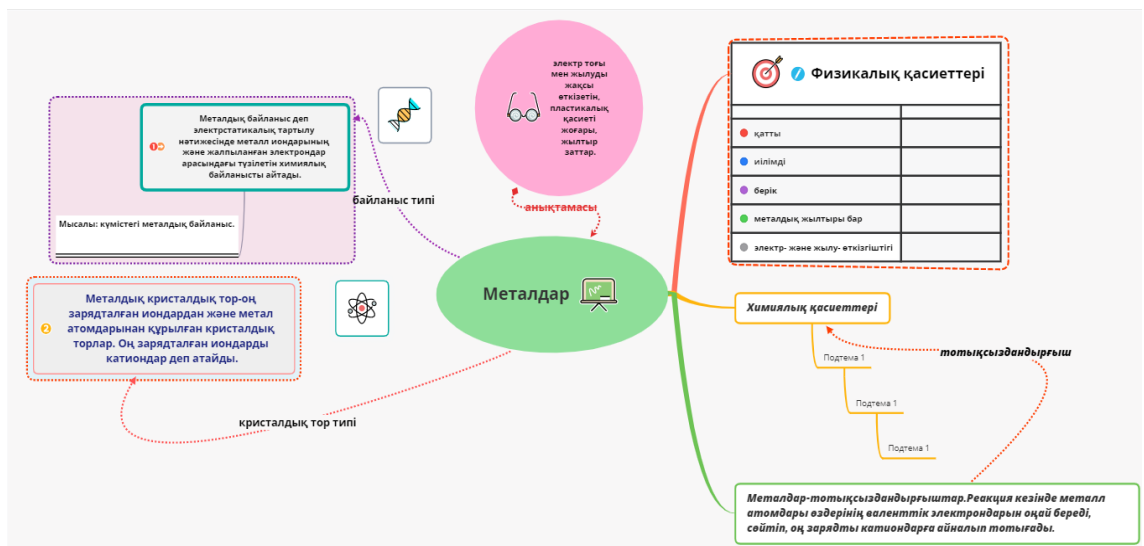 электр тоғы
мен жылуды
жақсы
өткізетін,
пластикалық
қасиеті
жоғары,
жылтыр
заттар.
Физикалық қасиеттері
қатты
иілімді
берік
металдық жылтыры бар
электр- және жылу- өткізгіштігі
Металдық байланыс деп
электрстатикалық тартылу
нәтижесінде металл иондарының
және жалпыланған электрондар
арасындағы түзілетін химиялық
байланысты айтады.
Мысалы: күмістегі металдық байланыс.
байланыс типі
анықтамасы
Металдар
2
Металдық кристалдық тор-оң
зарядталған иондардан және метал
атомдарынан құрылған кристалдық
торлар. Оң зарядталған иондарды
катиондар деп атайды.
кристалдық тор типі
Химиялық қасиеттері
Подтема 1
Подтема 1
Подтема 1
тотықсыздандырғыш
Металдар-тотықсыздандырғыштар.Реакция кезінде металл
атомдары өздерінің валенттік электрондарын оңай береді,
сөйтіп, оң зарядты катиондарға айналып тотығады.